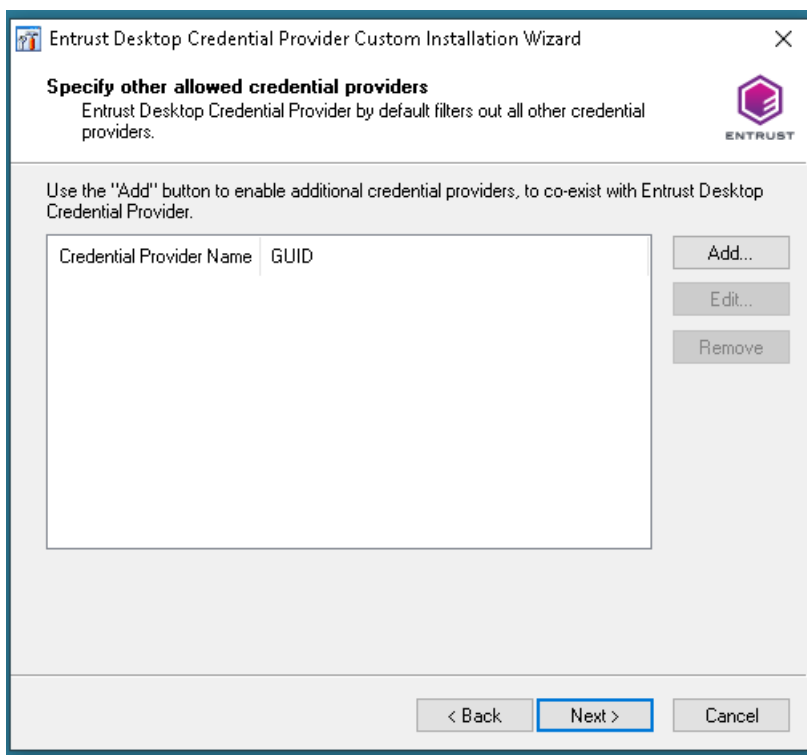 Entrust Desktop Credential Provider Custom Installation Wizard
Specify other allowed credential providers
Entrust Desktop Credential Provider by default filters out all other credential
providers.
ENTRUST
Use the "Add" button to enable additional credential providers, to co-exist with Entrust Desktop
Credential Provider.
Credential Provider Name GUID
Add...
Edit...
Remove
< Back Next > Cancel